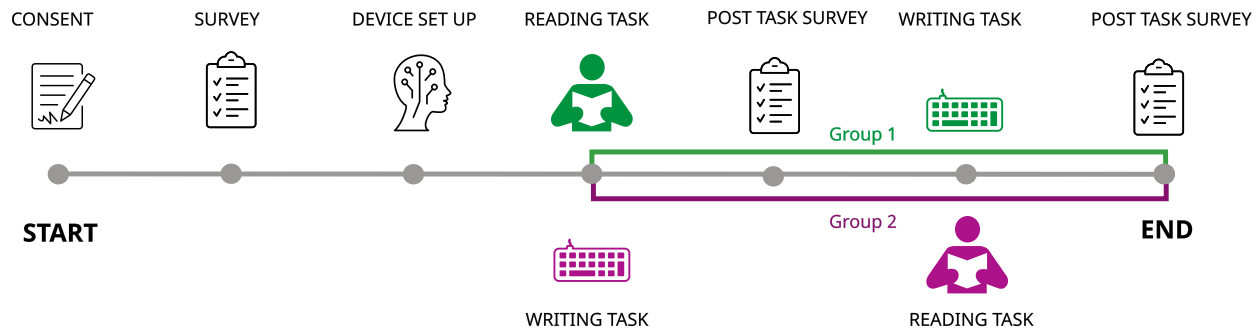 CONSENT
SURVEY
DEVICE SET UP
READING TASK
POST TASK SURVEY
WRITING TASK
POST TASK SURVEY
Group 1
START
Group 2
END
WRITING TASK
READING TASK